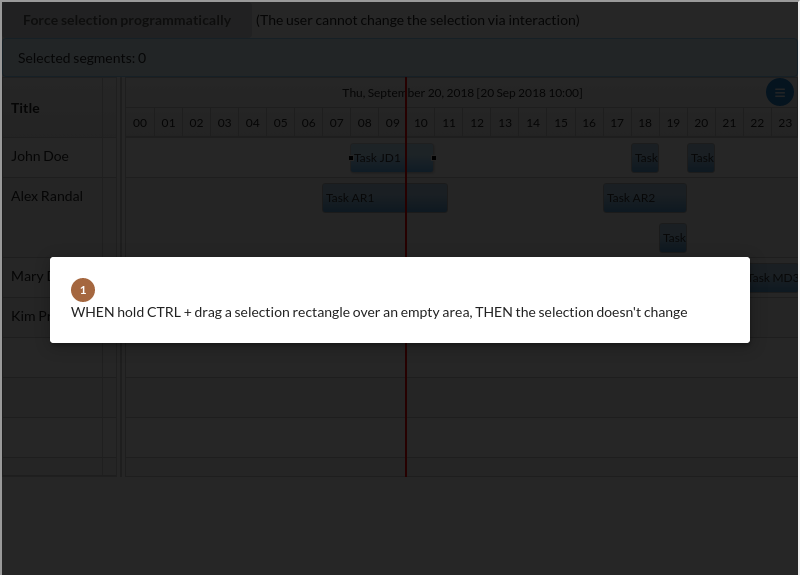 Force selection programmatically (The user cannot change the selection via interaction)
Selected segments: 0
Title
Thu, September 20, 2018 [20 Sep 2018 10:00]
00 01 02 03 04 05 06 07 08 09 10 11 12 13 14 15 16 17 18 19 20 21 22 23
John Doe Task JD1 Task Task
Alex Randal Task AR1 Task AR2
Task
Mary Task MD3
Kim
1
WHEN hold CTRL + drag a selection rectangle over an empty area, THEN the selection doesn't change